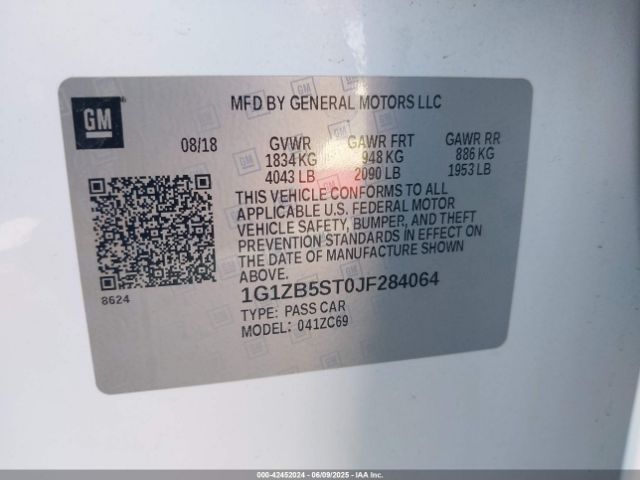 GM
MFD BY GENERAL MOTORS LLC
08/18 GVWR GAWR FRT GAWR RR
1834 KG 948 KG 886 KG
4043 LB 2090 LB 1953 LB
THIS VEHICLE CONFORMS TO ALL
APPLICABLE U.S. FEDERAL MOTOR
VEHICLE SAFETY, BUMPER, AND THEFT
PREVENTION STANDARDS IN EFFECT ON
THE DATE OF MANUFACTURE SHOWN
ABOVE.
8624
1G1ZB5ST0JF284064
TYPE: PASS CAR
MODEL: 041ZC69
000-42452024 - 06/09/2025 - IAAI.CA